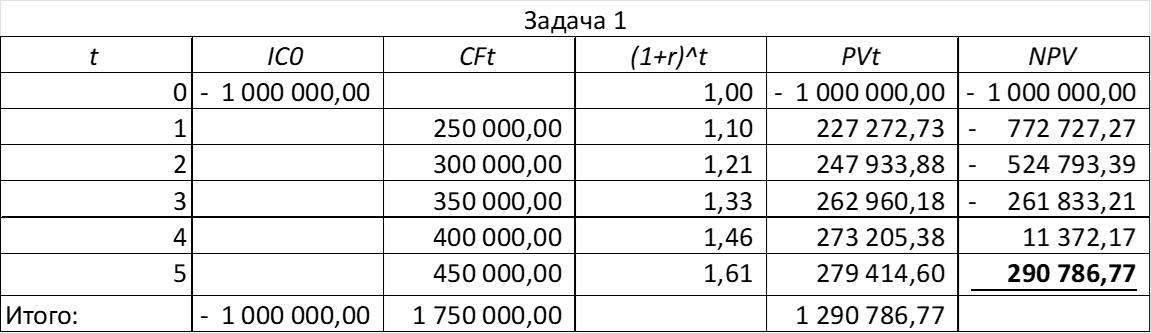 Задача 1
t IC0 CFt (1+r)^t PVt NPV
0 - 1 000 000,00 1,00 - 1 000 000,00 - 1 000 000,00
1 250 000,00 1,10 227 272,73 - 772 727,27
2 300 000,00 1,21 247 933,88 - 524 793,39
3 350 000,00 1,33 262 960,18 - 261 833,21
4 400 000,00 1,46 273 205,38 11 372,17
5 450 000,00 1,61 279 414,60 290 786,77
Итого: - 1 000 000,00 1 750 000,00 1 290 786,77